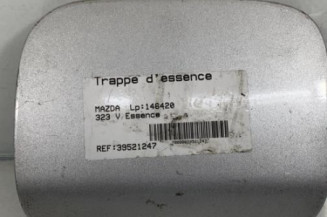 Trappe d'essence
MAZDA Lp:148420
323 V Essence
REF:39521247